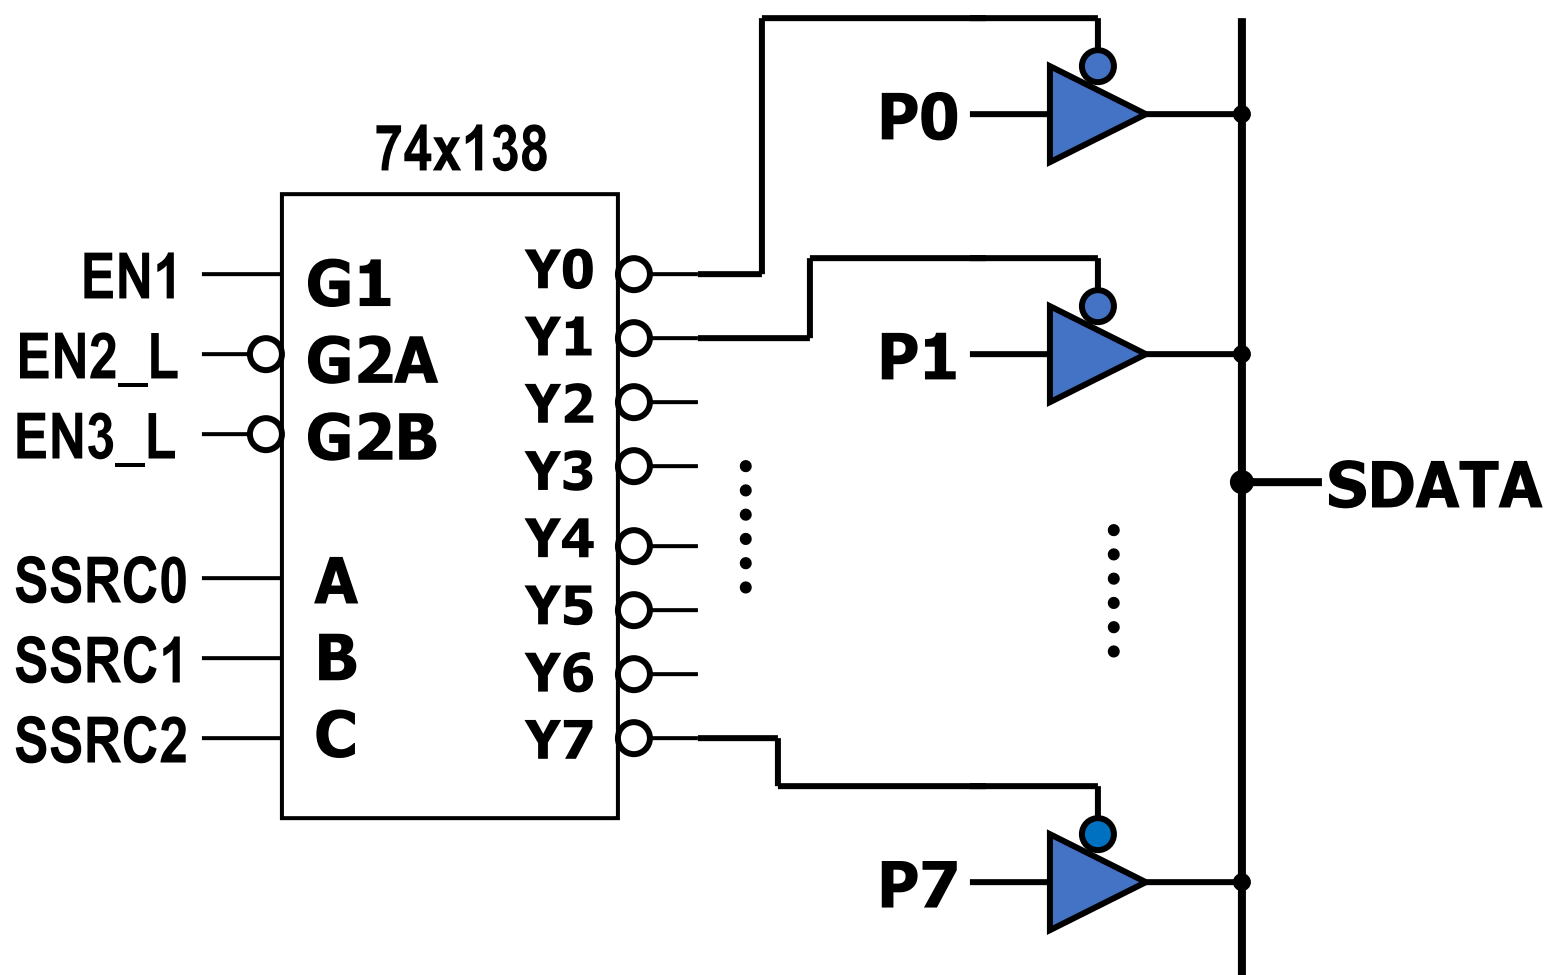 74x138
EN1
EN2_L
EN3_L
SSRC0
SSRC1
SSRC2
G1
G2A
G2B
A
B
C
Y0
Y1
Y2
Y3
Y4
Y5
Y6
Y7
P0
P1
P7
SDATA